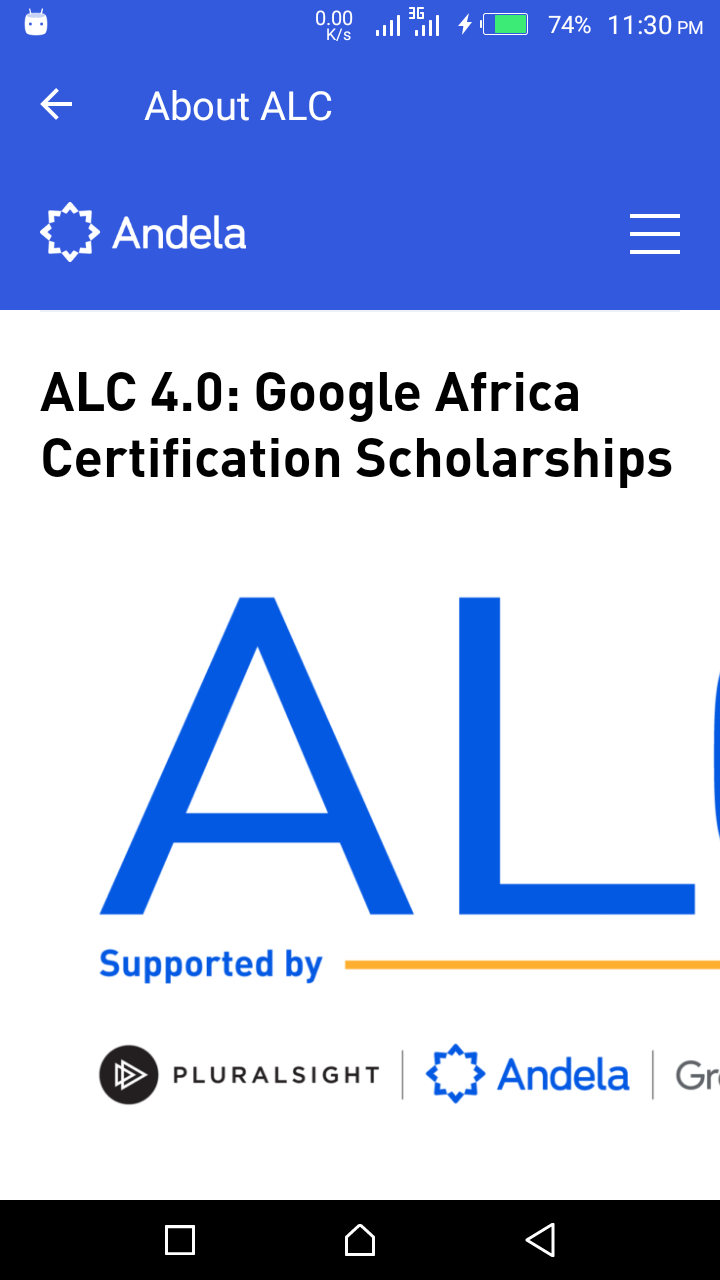 0.00 K/s 3G 74% 11:30 PM
About ALC
Andela
ALC 4.0: Google Africa
Certification Scholarships
AL
Supported by
PLURALSIGHT Andela